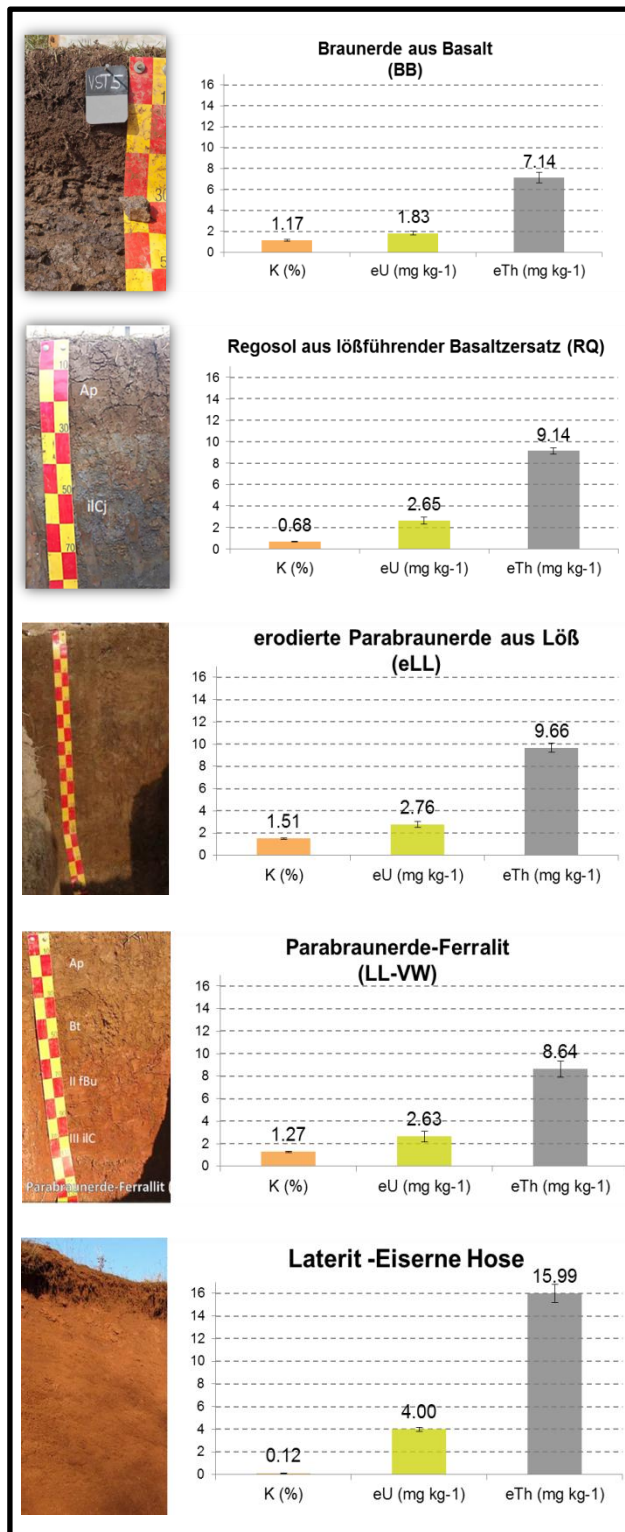 VST5
30
Braunerde aus Basalt
(BB)
16
14
12
10
8
6
4
2
0
1.17
1.83
7.14
K (%)
eU (mg kg-1)
eTh (mg kg-1)
10
Ap
30
50
ilCj
70
Regosol aus lößführender Basaltzersatz (RQ)
16
14
12
10
8
6
4
2
0
0.68
2.65
9.14
K (%)
eU (mg kg-1)
eTh (mg kg-1)
erodierte Parabraunerde aus Löß
(eLL)
16
14
12
10
8
6
4
2
0
1.51
2.76
9.66
K (%)
eU (mg kg-1)
eTh (mg kg-1)
Ap
Bt
II fBu
III ilC
Parabraunerde-Ferrallit (
Parabraunerde-Ferralit
(LL-VW)
16
14
12
10
8
6
4
2
0
1.27
2.63
8.64
K (%)
eU (mg kg-1)
eTh (mg kg-1)
Laterit -Eiserne Hose
16
14
12
10
8
6
4
2
0
0.12
4.00
15.99
K (%)
eU (mg kg-1)
eTh (mg kg-1)